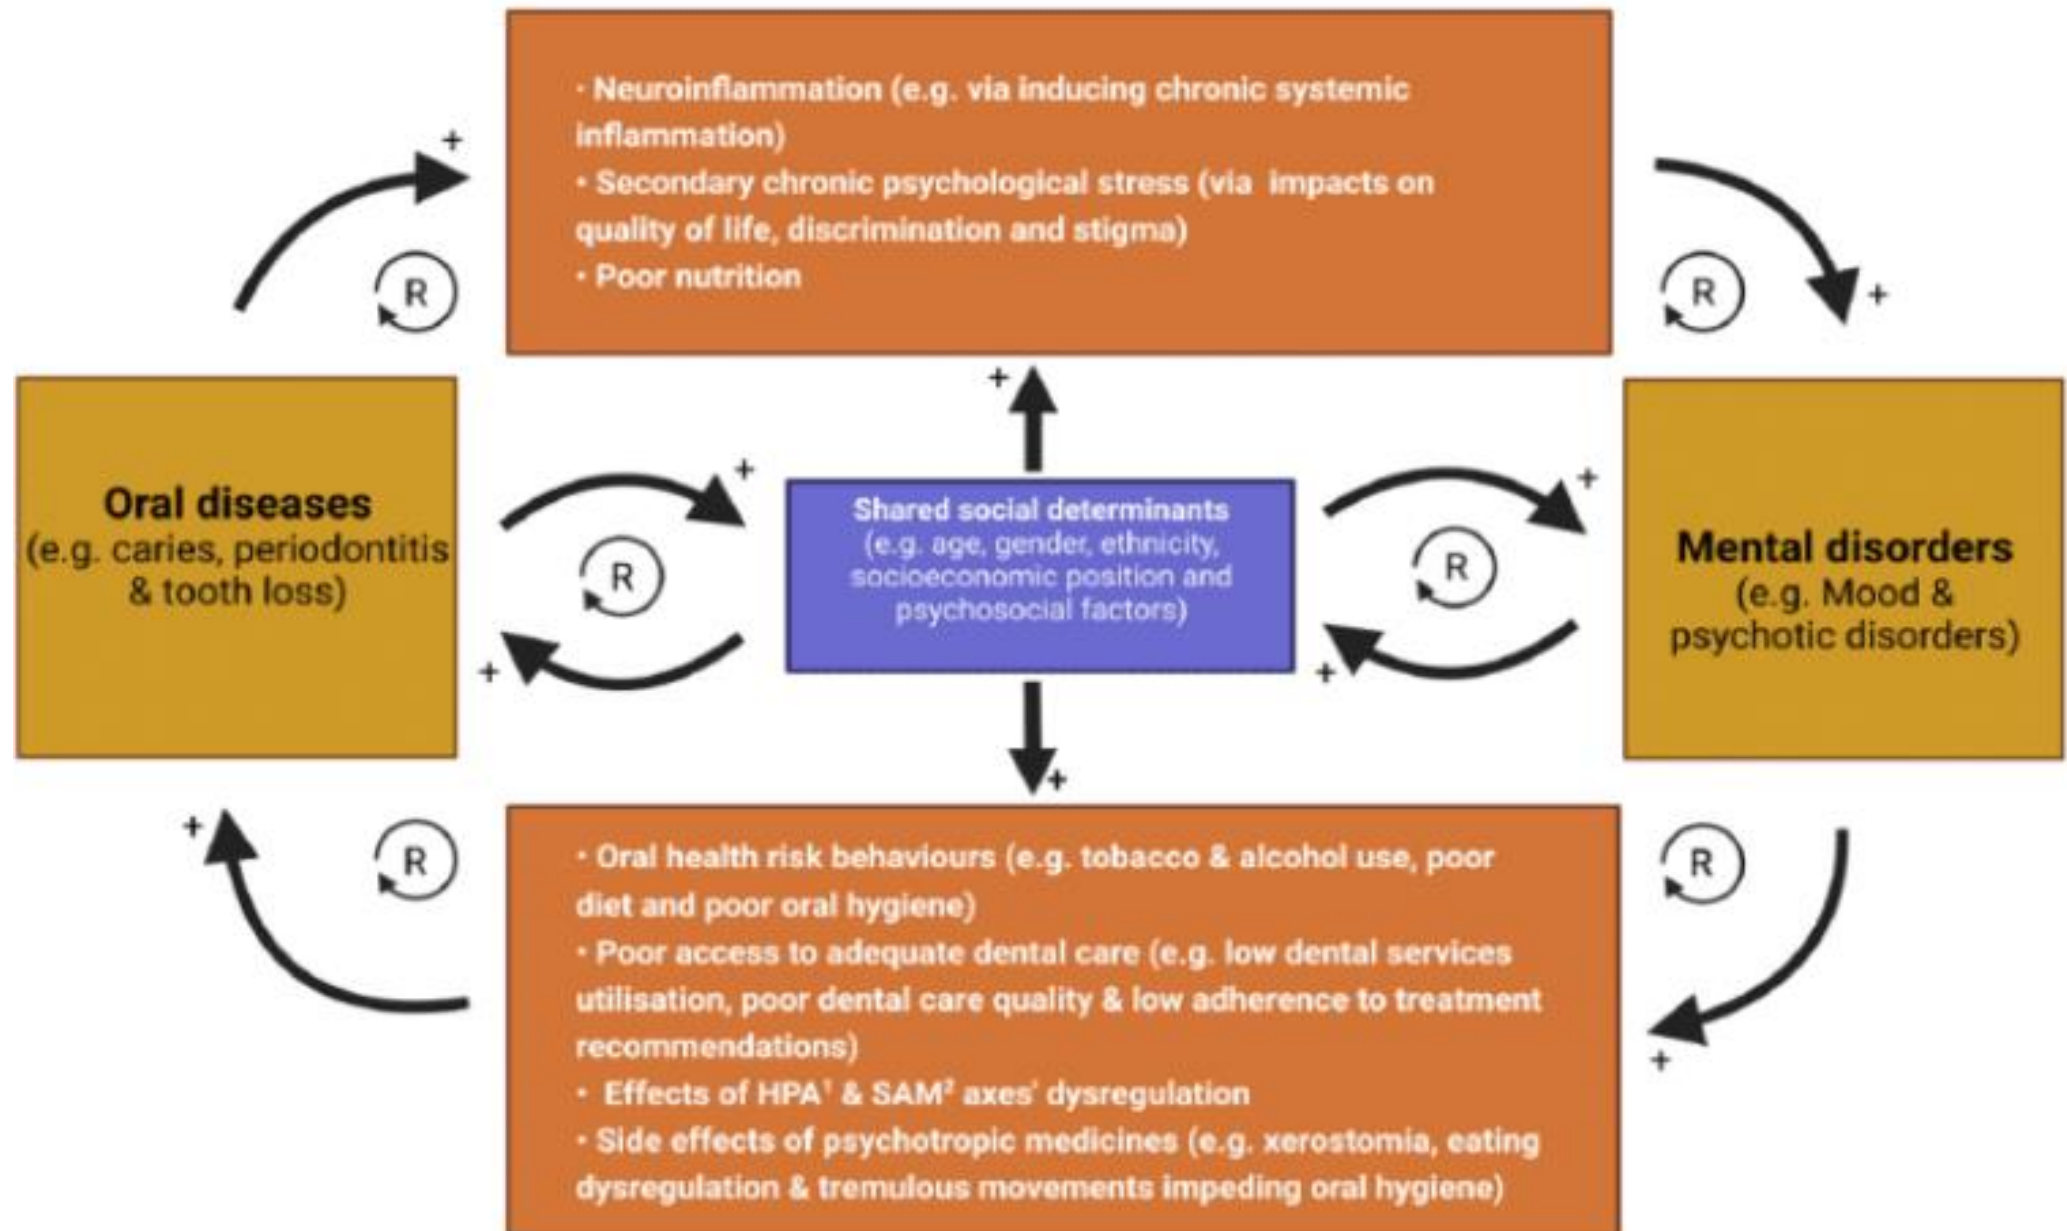 • Neuroinflammation (e.g. via inducing chronic systemic
inflammation)
• Secondary chronic psychological stress (via impacts on
quality of life, discrimination and stigma)
• Poor nutrition
+
+
R
R
+
Oral diseases
(e.g. caries, periodontitis
& tooth loss)
+
+
R
+
Shared social determinants
(e.g. age, gender, ethnicity,
socioeconomic position and
psychosocial factors)
+
R
+
Mental disorders
(e.g. Mood &
psychotic disorders)
+
+
R
R
+
• Oral health risk behaviours (e.g. tobacco & alcohol use, poor
diet and poor oral hygiene)
• Poor access to adequate dental care (e.g. low dental services
utilisation, poor dental care quality & low adherence to treatment
recommendations)
• Effects of HPA¹ & SAM² axes' dysregulation
• Side effects of psychotropic medicines (e.g. xerostomia, eating
dysregulation & tremulous movements impeding oral hygiene)